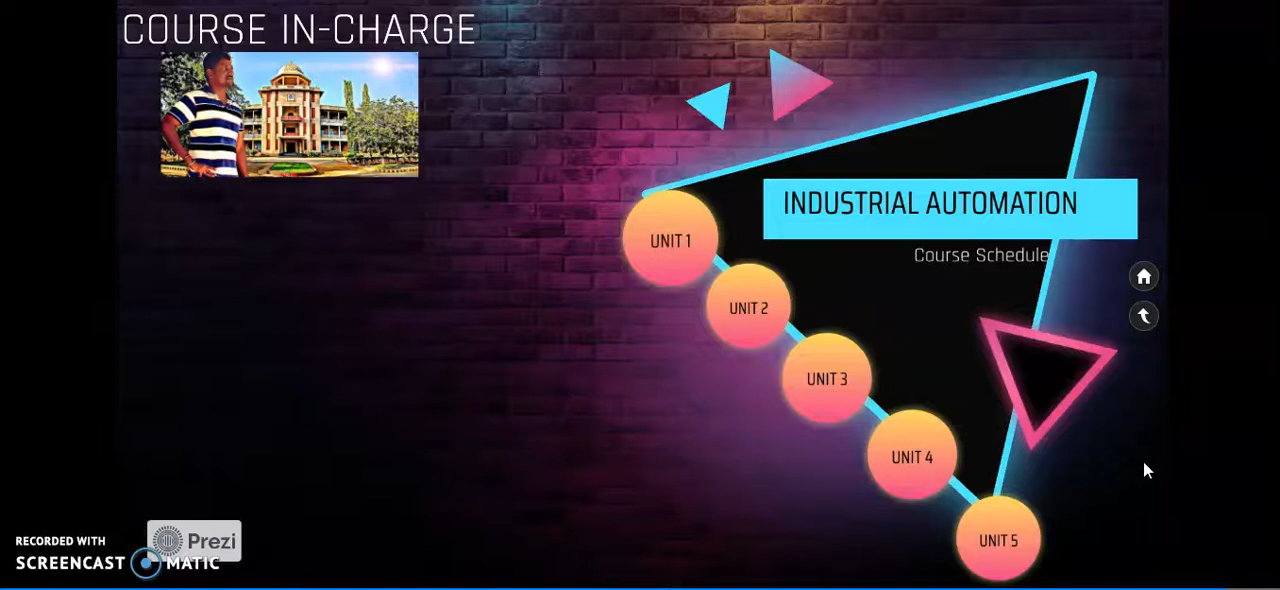 COURSE IN-CHARGE
INDUSTRIAL AUTOMATION
Course Schedule
UNIT 1
UNIT 2
UNIT 3
UNIT 4
UNIT 5
Prezi
RECORDED WITH
SCREENCAST MATIC